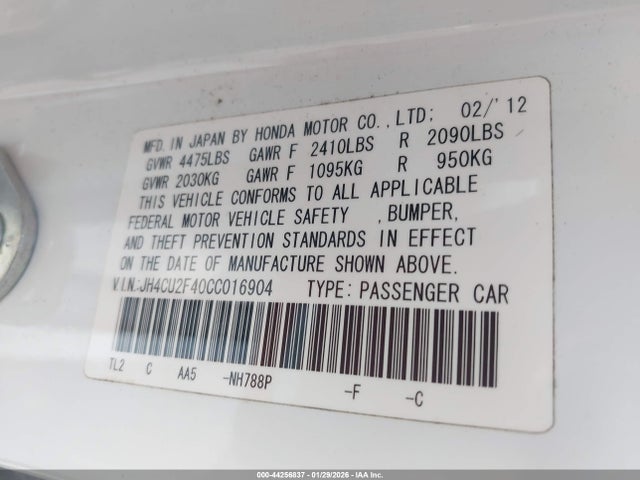 MFD. IN JAPAN BY HONDA MOTOR CO.,LTD: 02/'12
GVWR 4475LBS GAWR F 2410LBS R 2090LBS
GVWR 2030KG GAWR F 1095KG R 950KG
THIS VEHICLE CONFORMS TO ALL APPLICABLE
FEDERAL MOTOR VEHICLE SAFETY ,BUMPER,
AND THEFT PREVENTION STANDARDS IN EFFECT
ON THE DATE OF MANUFACTURE SHOWN ABOVE.
V.I.N.:JH4CU2F40CC016904 TYPE: PASSENGER CAR
TL2 C AA5 -NH788P -F -C
000-44256837 - 01/29/2026 - IAA Inc.